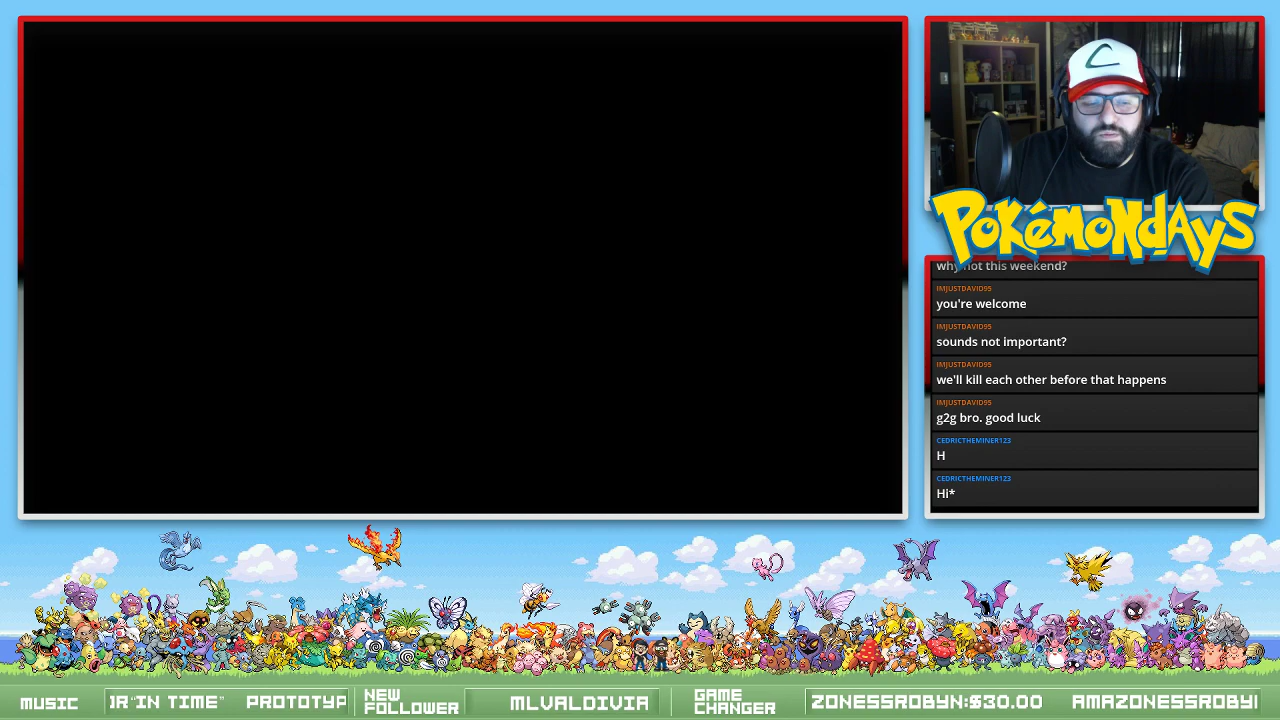 C
POKéMONDAYS
why not this weekend?
IMJUSTDAVID95
you're welcome
IMJUSTDAVID95
sounds not important?
IMJUSTDAVID95
we'll kill each other before that happens
IMJUSTDAVID95
g2g bro. good luck
CEDRICTHEMINER123
H
CEDRICTHEMINER123
Hi*
MUSIC
"IN TIME" PROTOTYP
NEW FOLLOWER
MLVALDIVIA
GAME CHANGER
ZONESSROBYN:$30.00 AMAZONESSROBY